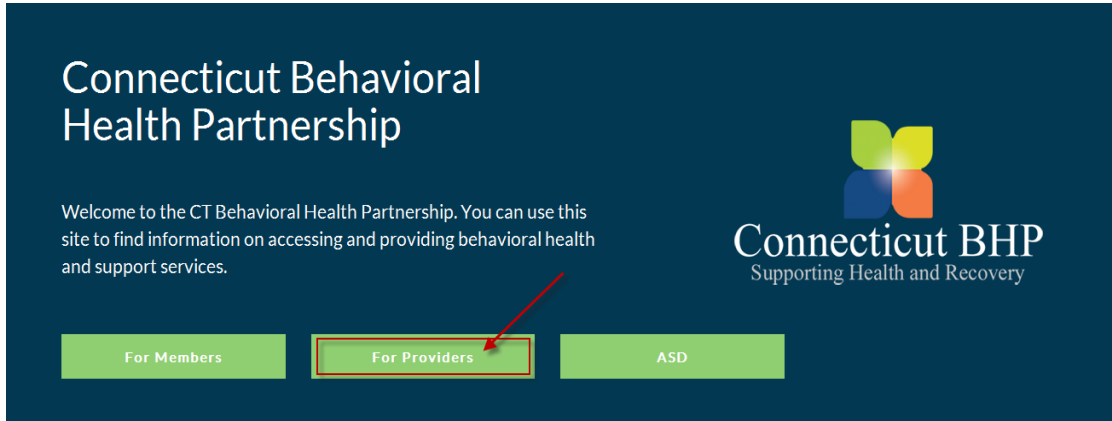 Connecticut Behavioral
Health Partnership
Welcome to the CT Behavioral Health Partnership. You can use this
site to find information on accessing and providing behavioral health
and support services.
Connecticut BHP
Supporting Health and Recovery
For Members
For Providers
ASD